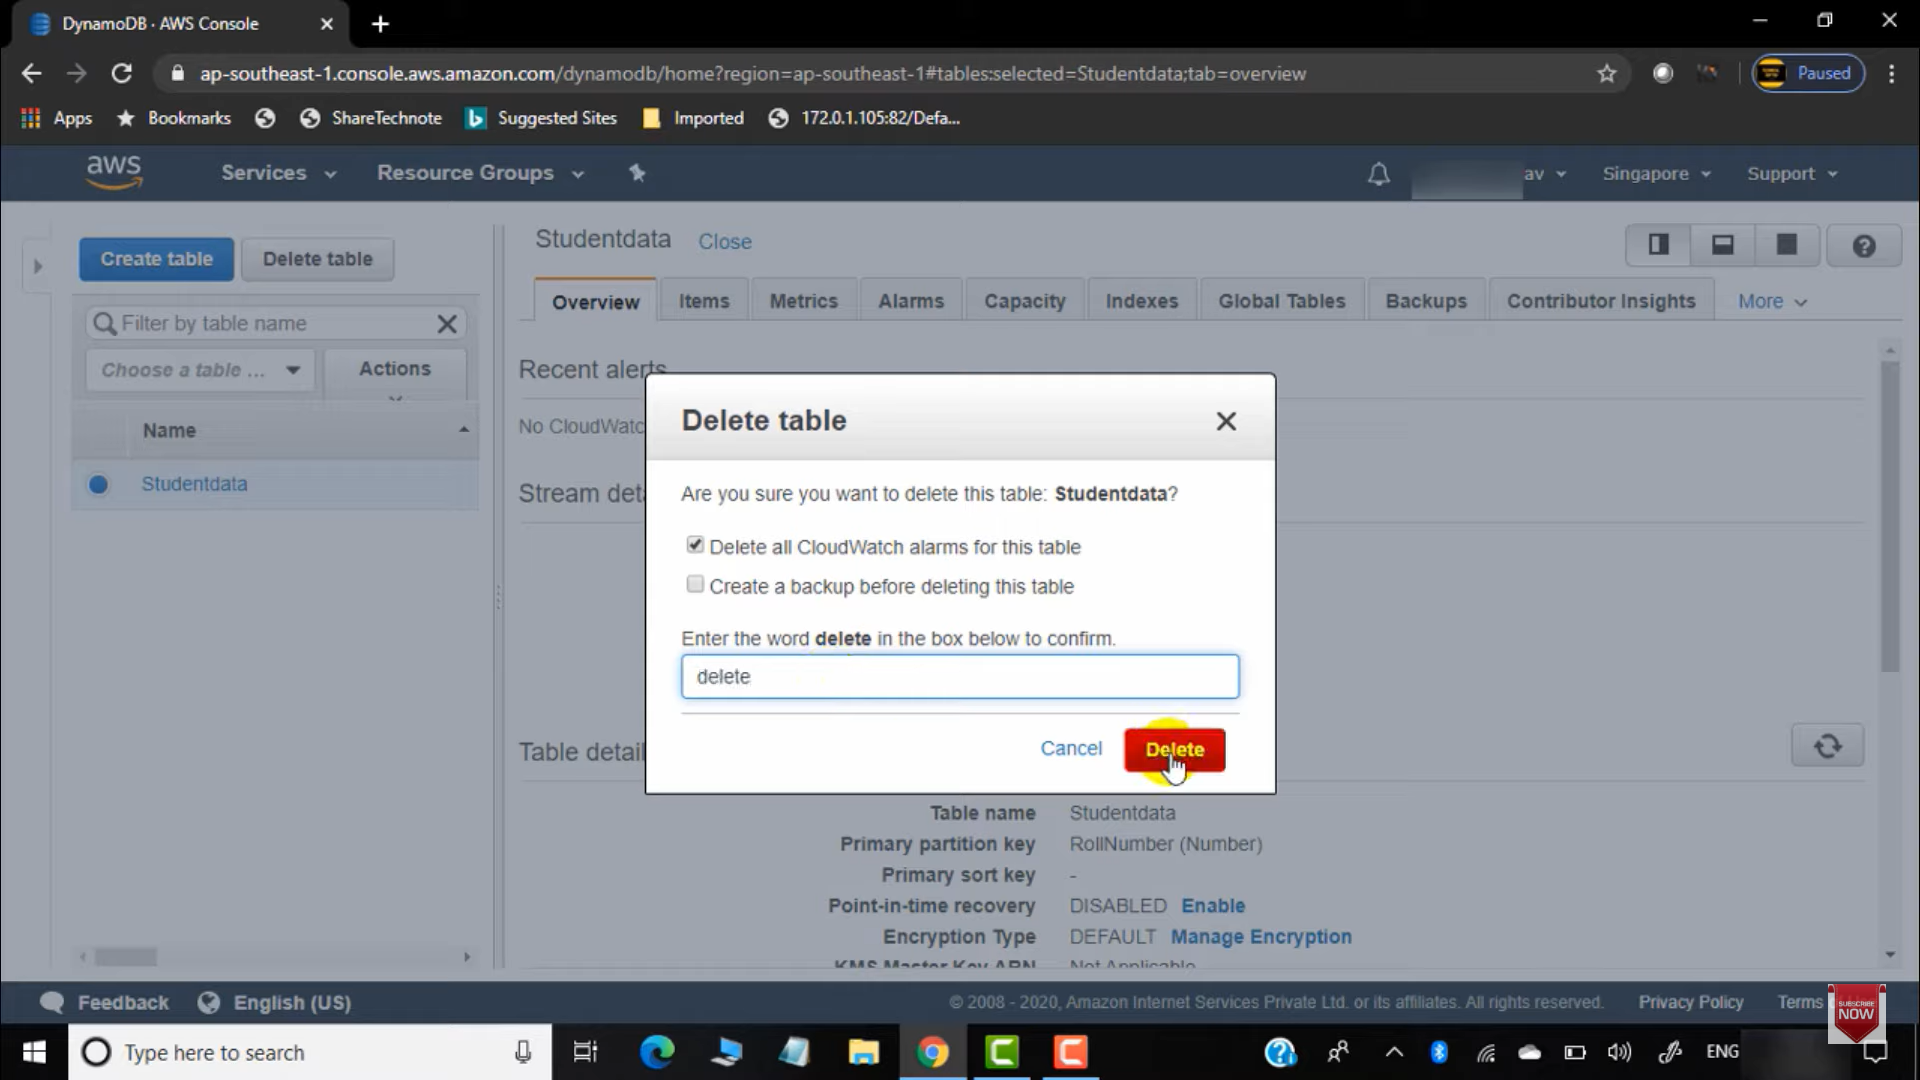 DynamoDB · AWS Console
ap-southeast-1.console.aws.amazon.com/dynamodb/home?region=ap-southeast-1#tables:selected=Studentdata;tab=overview
Paused
Apps
Bookmarks
ShareTechnote
Suggested Sites
Imported
172.0.1.105:82/Defa...
aws
Services
Resource Groups
av
Singapore
Support
Create table
Delete table
Studentdata
Close
Filter by table name
Choose a table ...
Actions
Name
Studentdata
Overview
Items
Metrics
Alarms
Capacity
Indexes
Global Tables
Backups
Contributor Insights
More
Recent alerts
No CloudWatc
Stream deta
Delete table
Are you sure you want to delete this table: Studentdata?
Delete all CloudWatch alarms for this table
Create a backup before deleting this table
Enter the word delete in the box below to confirm.
delete
Cancel
Delete
Table detail
Table name Studentdata
Primary partition key RollNumber (Number)
Primary sort key -
Point-in-time recovery DISABLED Enable
Encryption Type DEFAULT Manage Encryption
KMS Master Key ARN Not Applicable
Feedback
English (US)
© 2008 - 2020, Amazon Internet Services Private Ltd. or its affiliates. All rights reserved.
Privacy Policy
Terms
SUBSCRIBE
NOW
Type here to search
ENG